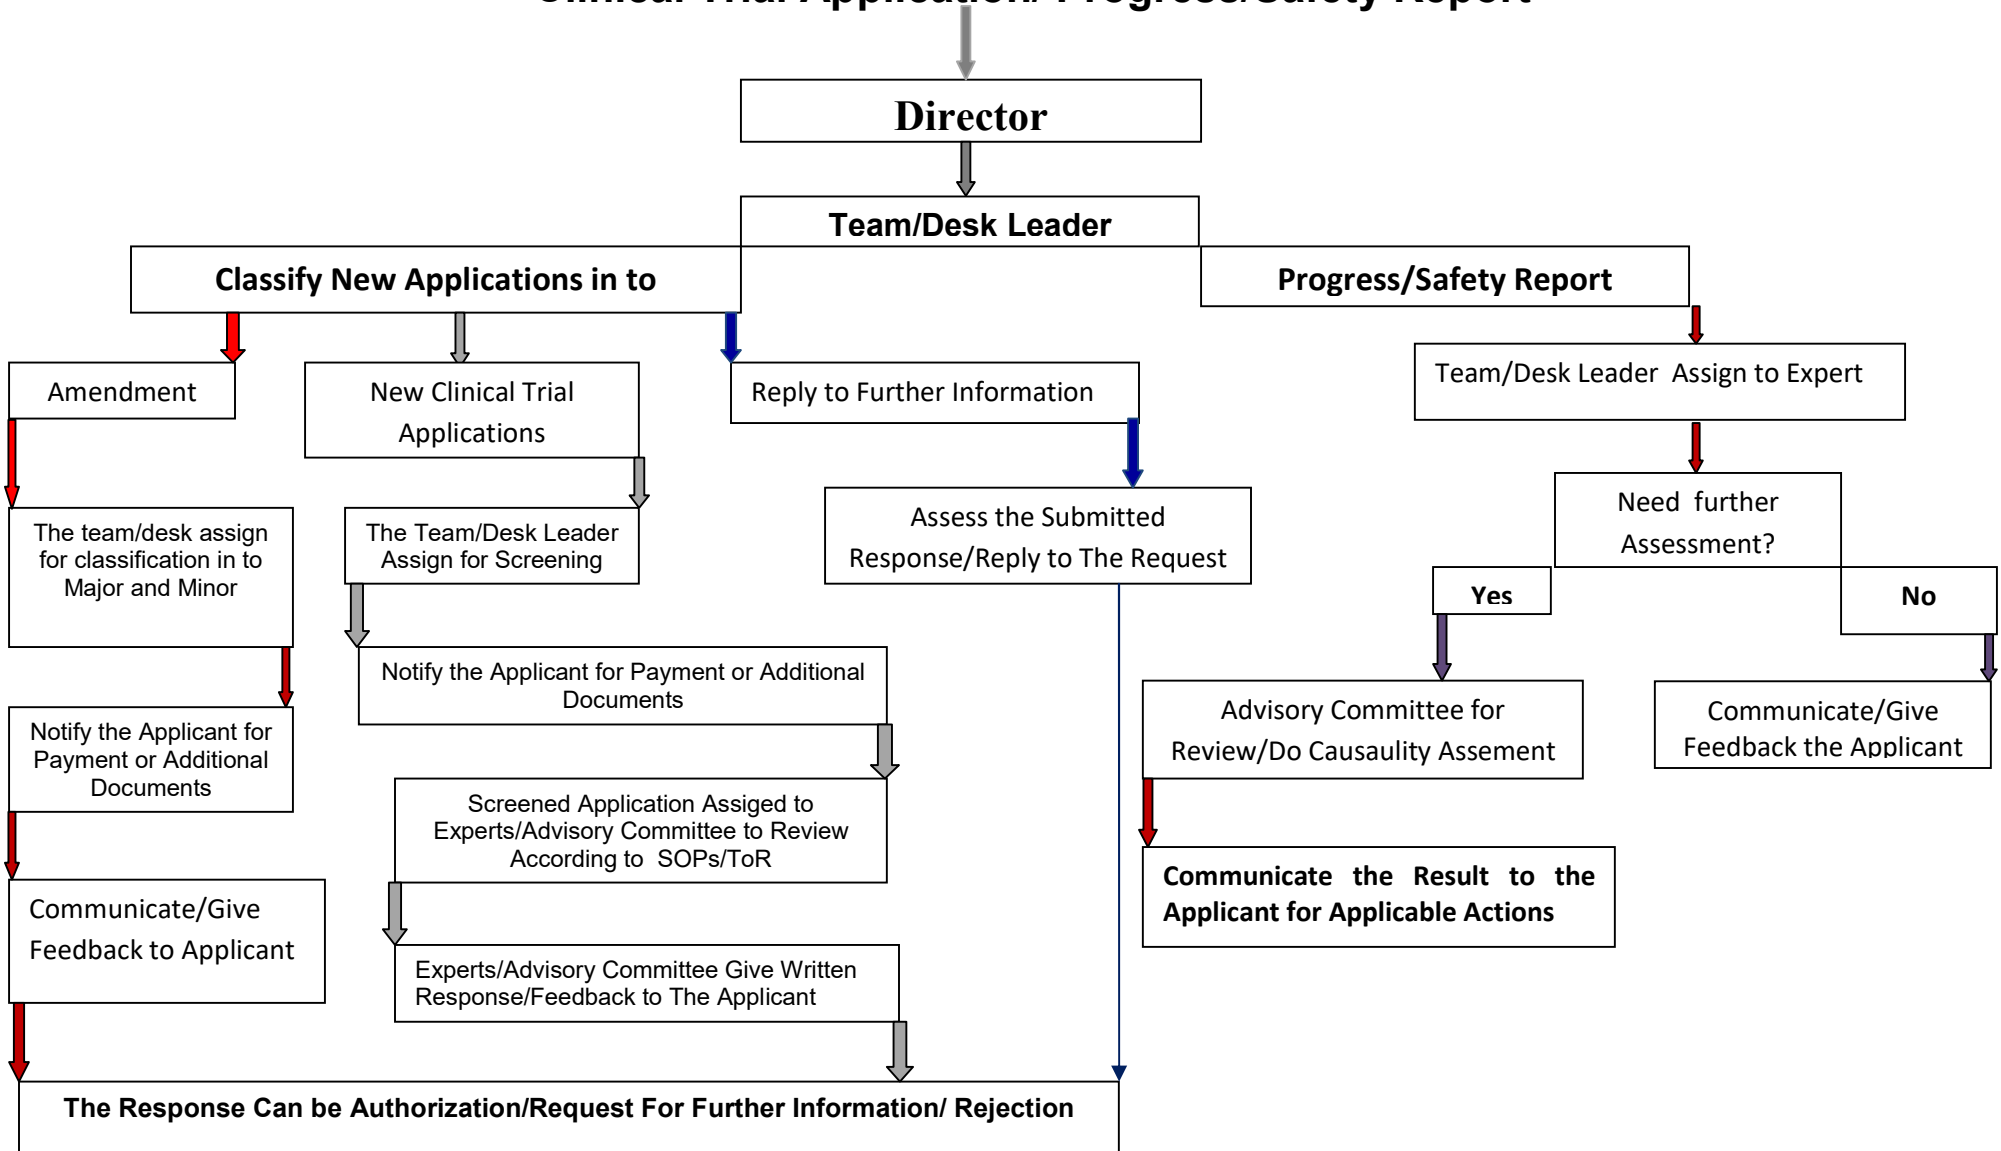 Clinical Trial Application/ Progress/Safety Report
Director
Team/Desk Leader
Classify New Applications in to
Progress/Safety Report
Amendment
New Clinical Trial
Applications
Reply to Further Information
Team/Desk Leader Assign to Expert
The team/desk assign
for classification in to
Major and Minor
The Team/Desk Leader
Assign for Screening
Assess the Submitted
Response/Reply to The Request
Need further
Assessment?
Yes
No
Notify the Applicant for
Payment or Additional
Documents
Notify the Applicant for Payment or Additional
Documents
Advisory Committee for
Review/Do Causaulity Assement
Communicate/Give
Feedback the Applicant
Screened Application Assiged to
Experts/Advisory Committee to Review
According to SOPs/ToR
Communicate the Result to the
Applicant for Applicable Actions
Communicate/Give
Feedback to Applicant
Experts/Advisory Committee Give Written
Response/Feedback to The Applicant
The Response Can be Authorization/Request For Further Information/ Rejection